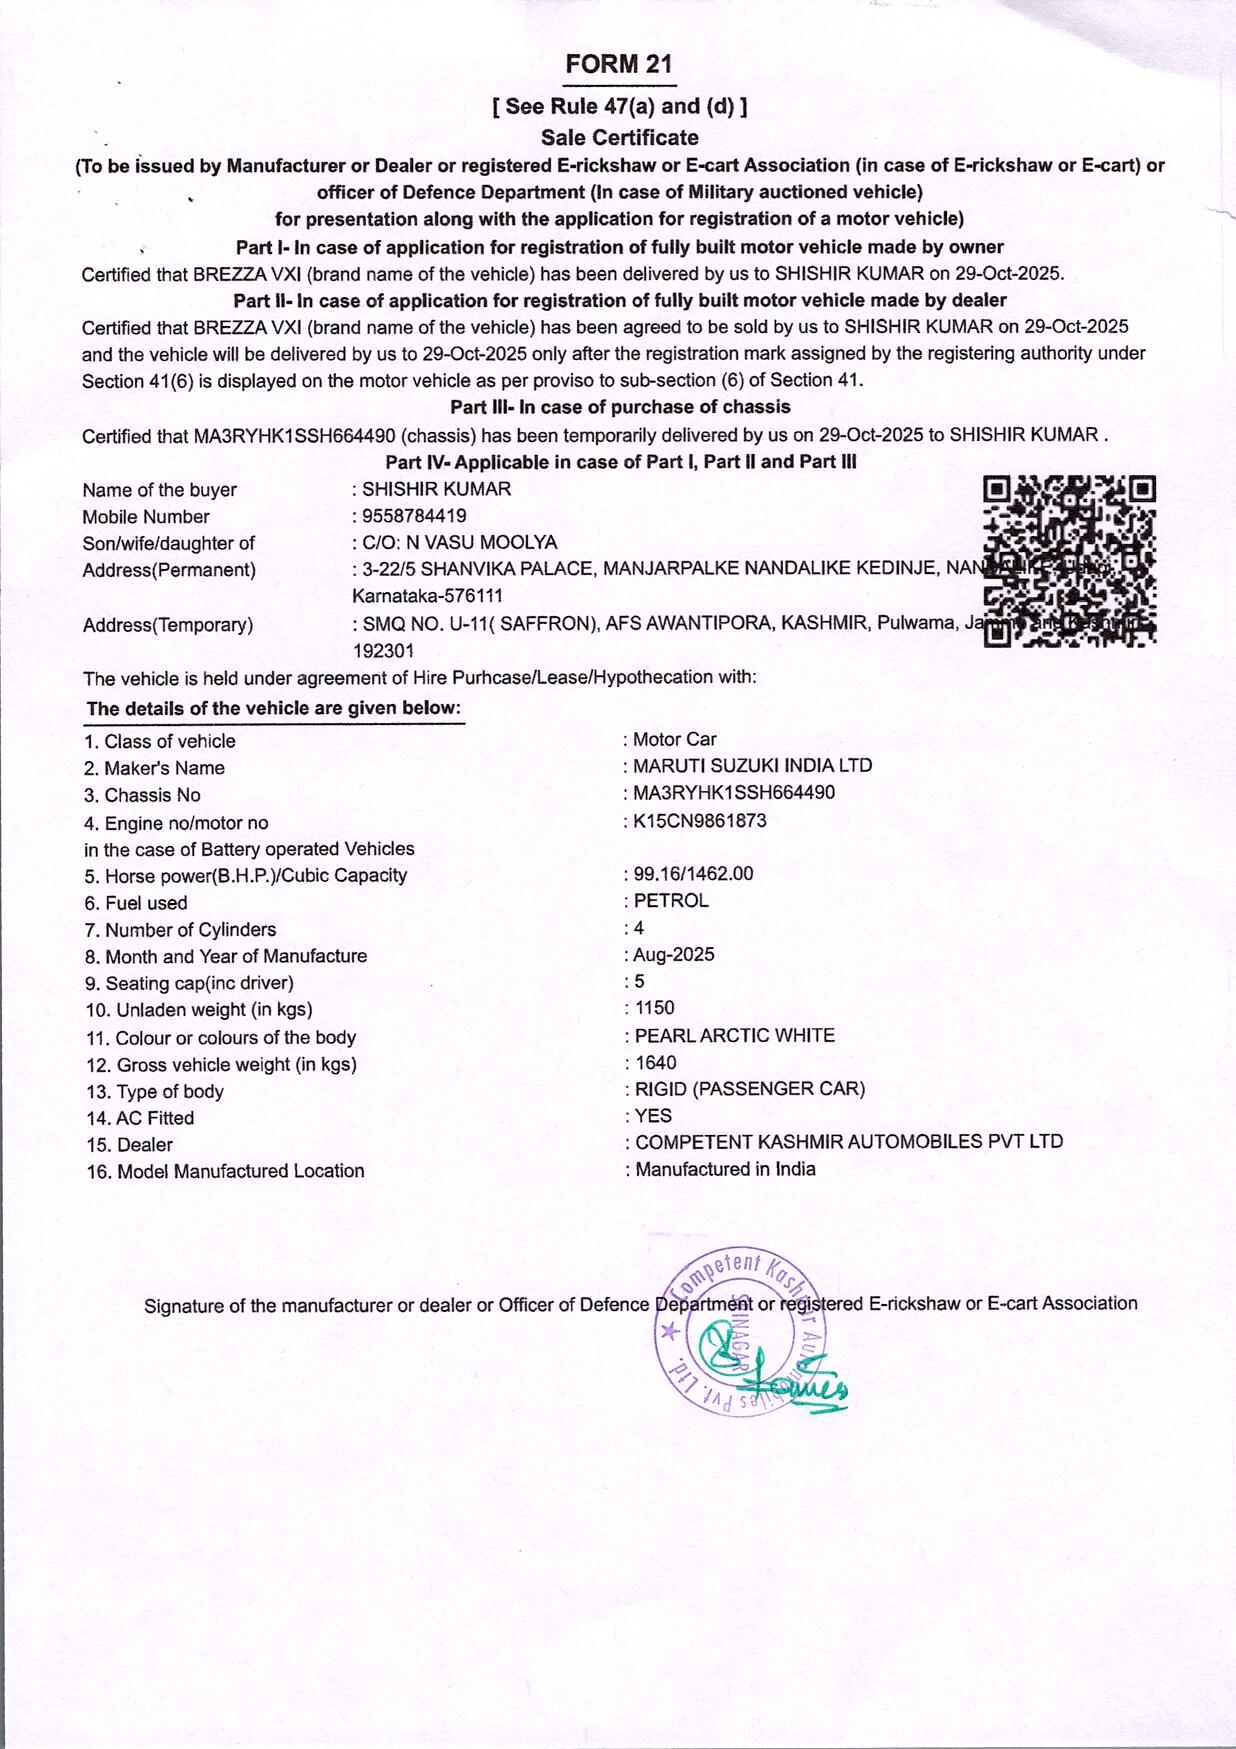 FORM 21
[ See Rule 47(a) and (d) ]
Sale Certificate
(To be issued by Manufacturer or Dealer or registered E-rickshaw or E-cart Association (in case of E-rickshaw or E-cart) or
officer of Defence Department (In case of Military auctioned vehicle)
for presentation along with the application for registration of a motor vehicle)
Part I- In case of application for registration of fully built motor vehicle made by owner
Certified that BREZZA VXI (brand name of the vehicle) has been delivered by us to SHISHIR KUMAR on 29-Oct-2025.
Part II- In case of application for registration of fully built motor vehicle made by dealer
Certified that BREZZA VXI (brand name of the vehicle) has been agreed to be sold by us to SHISHIR KUMAR on 29-Oct-2025
and the vehicle will be delivered by us to 29-Oct-2025 only after the registration mark assigned by the registering authority under
Section 41(6) is displayed on the motor vehicle as per proviso to sub-section (6) of Section 41.
Part III- In case of purchase of chassis
Certified that MA3RYHK1SSH664490 (chassis) has been temporarily delivered by us on 29-Oct-2025 to SHISHIR KUMAR .
Part IV- Applicable in case of Part I, Part II and Part III
Name of the buyer : SHISHIR KUMAR
Mobile Number : 9558784419
Son/wife/daughter of : C/O: N VASU MOOLYA
Address(Permanent) : 3-22/5 SHANVIKA PALACE, MANJARPALKE NANDALIKE KEDINJE, NANDALIKE, Udupi,
Karnataka-576111
Address(Temporary) : SMQ NO. U-11( SAFFRON), AFS AWANTIPORA, KASHMIR, Pulwama, Jammu and Kashmir-
192301
The vehicle is held under agreement of Hire Purhcase/Lease/Hypothecation with:
The details of the vehicle are given below:
1. Class of vehicle : Motor Car
2. Maker's Name : MARUTI SUZUKI INDIA LTD
3. Chassis No : MA3RYHK1SSH664490
4. Engine no/motor no : K15CN9861873
in the case of Battery operated Vehicles
5. Horse power(B.H.P.)/Cubic Capacity : 99.16/1462.00
6. Fuel used : PETROL
7. Number of Cylinders : 4
8. Month and Year of Manufacture : Aug-2025
9. Seating cap(inc driver) : 5
10. Unladen weight (in kgs) : 1150
11. Colour or colours of the body : PEARL ARCTIC WHITE
12. Gross vehicle weight (in kgs) : 1640
13. Type of body : RIGID (PASSENGER CAR)
14. AC Fitted : YES
15. Dealer : COMPETENT KASHMIR AUTOMOBILES PVT LTD
16. Model Manufactured Location : Manufactured in India
Signature of the manufacturer or dealer or Officer of Defence Department or registered E-rickshaw or E-cart Association
Competent Kashmir Automobiles Pvt. Ltd.
SRINAGAR